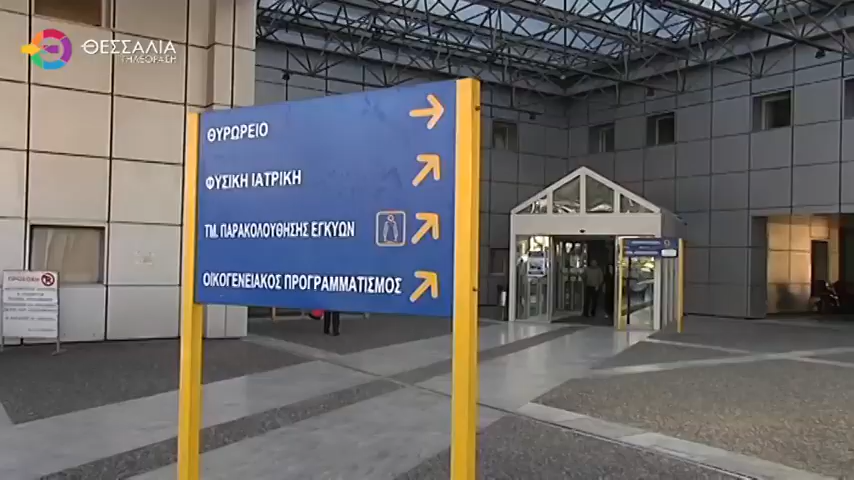 ΘΕΣΣΑΛΙΑ
ΤΗΛΕΟΡΑΣΗ
ΘΥΡΩΡΕΙΟ
ΦΥΣΙΚΗ ΙΑΤΡΙΚΗ
ΤΜ. ΠΑΡΑΚΟΛΟΥΘΗΣΗΣ ΕΓΚΥΩΝ
ΟΙΚΟΓΕΝΕΙΑΚΟΣ ΠΡΟΓΡΑΜΜΑΤΙΣΜΟΣ
ΠΡΟΣΟΧΗ